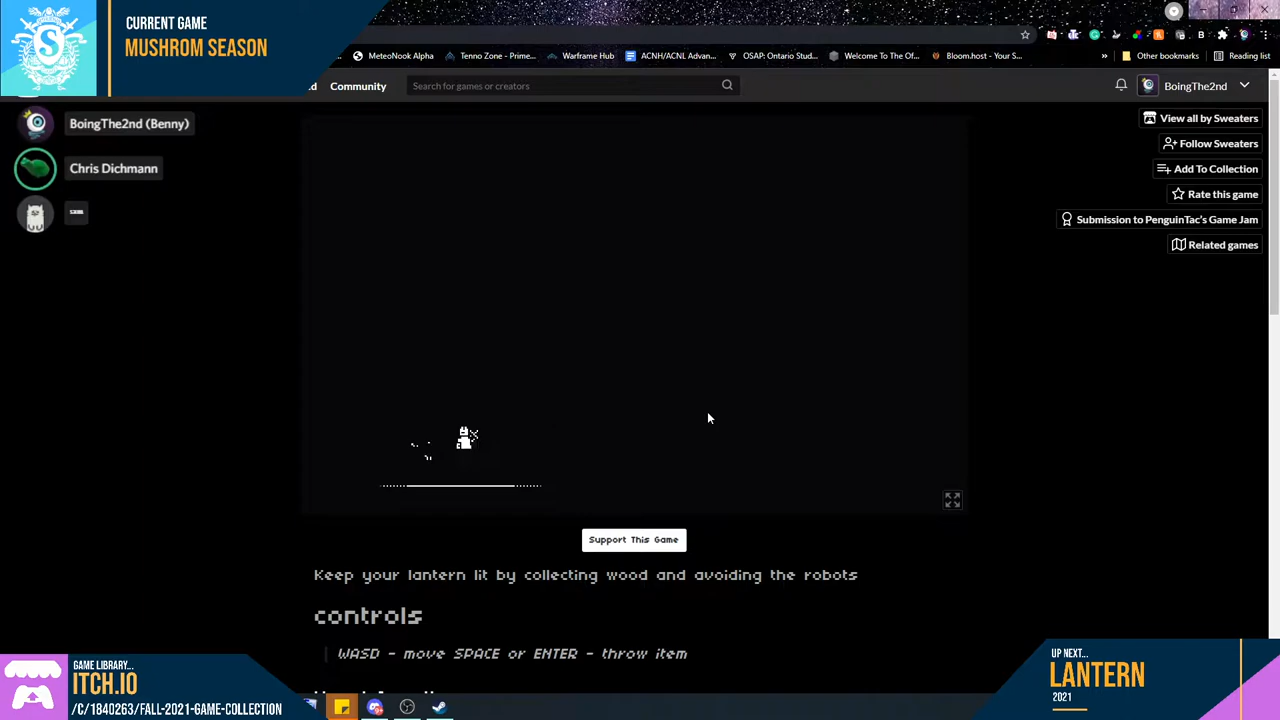 CURRENT GAME
MUSHROM SEASON
MeteoNook Alpha
Tenno Zone - Prime...
Warframe Hub
ACNH/ACNL Advan...
OSAP: Ontario Stud...
Welcome To The Of...
Bloom.host - Your S...
»
Other bookmarks
Reading list
d
Community
Search for games or creators
BoingThe2nd
BoingThe2nd (Benny)
Chris Dichmann
View all by Sweaters
Follow Sweaters
Add To Collection
Rate this game
Submission to PenguinTac's Game Jam
Related games
Support This Game
Keep your lantern lit by collecting wood and avoiding the robots
controls
WASD - move SPACE or ENTER - throw item
GAME LIBRARY...
ITCH.IO
/C/1840263/FALL-2021-GAME-COLLECTION
UP NEXT...
LANTERN
2021